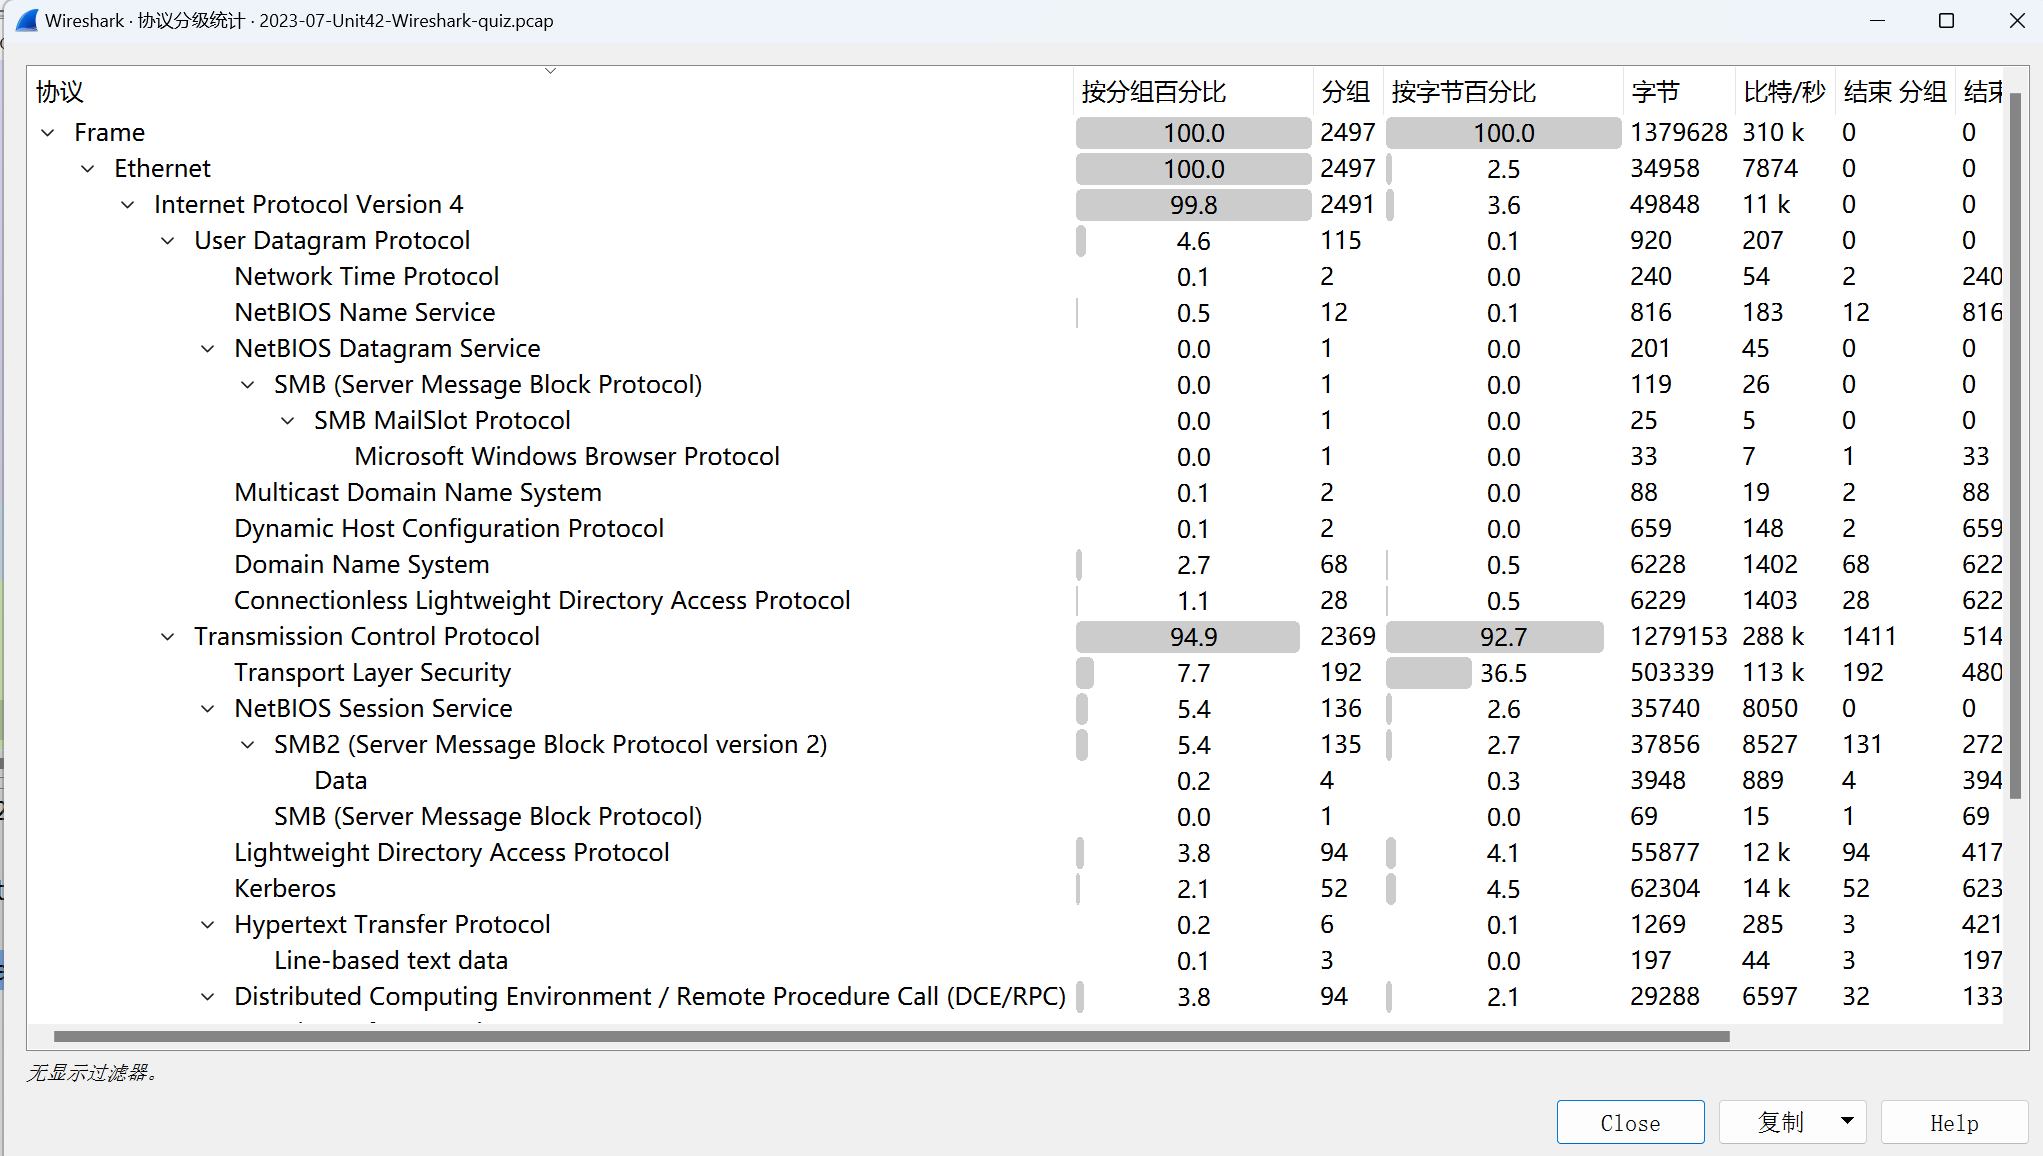 Wireshark · 协议分级统计 · 2023-07-Unit42-Wireshark-quiz.pcap
协议 按分组百分比 分组 按字节百分比 字节 比特/秒 结束 分组 结束
Frame 100.0 2497 100.0 1379628 310 k 0 0
Ethernet 100.0 2497 2.5 34958 7874 0 0
Internet Protocol Version 4 99.8 2491 3.6 49848 11 k 0 0
User Datagram Protocol 4.6 115 0.1 920 207 0 0
Network Time Protocol 0.1 2 0.0 240 54 2 240
NetBIOS Name Service 0.5 12 0.1 816 183 12 816
NetBIOS Datagram Service 0.0 1 0.0 201 45 0 0
SMB (Server Message Block Protocol) 0.0 1 0.0 119 26 0 0
SMB MailSlot Protocol 0.0 1 0.0 25 5 0 0
Microsoft Windows Browser Protocol 0.0 1 0.0 33 7 1 33
Multicast Domain Name System 0.1 2 0.0 88 19 2 88
Dynamic Host Configuration Protocol 0.1 2 0.0 659 148 2 659
Domain Name System 2.7 68 0.5 6228 1402 68 622
Connectionless Lightweight Directory Access Protocol 1.1 28 0.5 6229 1403 28 622
Transmission Control Protocol 94.9 2369 92.7 1279153 288 k 1411 514
Transport Layer Security 7.7 192 36.5 503339 113 k 192 480
NetBIOS Session Service 5.4 136 2.6 35740 8050 0 0
SMB2 (Server Message Block Protocol version 2) 5.4 135 2.7 37856 8527 131 272
Data 0.2 4 0.3 3948 889 4 394
SMB (Server Message Block Protocol) 0.0 1 0.0 69 15 1 69
Lightweight Directory Access Protocol 3.8 94 4.1 55877 12 k 94 417
Kerberos 2.1 52 4.5 62304 14 k 52 623
Hypertext Transfer Protocol 0.2 6 0.1 1269 285 3 421
Line-based text data 0.1 3 0.0 197 44 3 197
Distributed Computing Environment / Remote Procedure Call (DCE/RPC) 3.8 94 2.1 29288 6597 32 133
无显示过滤器。
Close 复制 Help